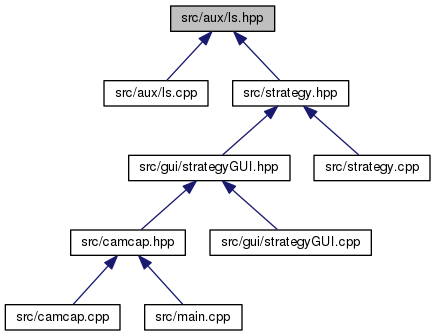 src/aux/ls.hpp
src/aux/ls.cpp
src/strategy.hpp
src/gui/strategyGUI.hpp
src/strategy.cpp
src/camcap.hpp
src/gui/strategyGUI.cpp
src/camcap.cpp
src/main.cpp